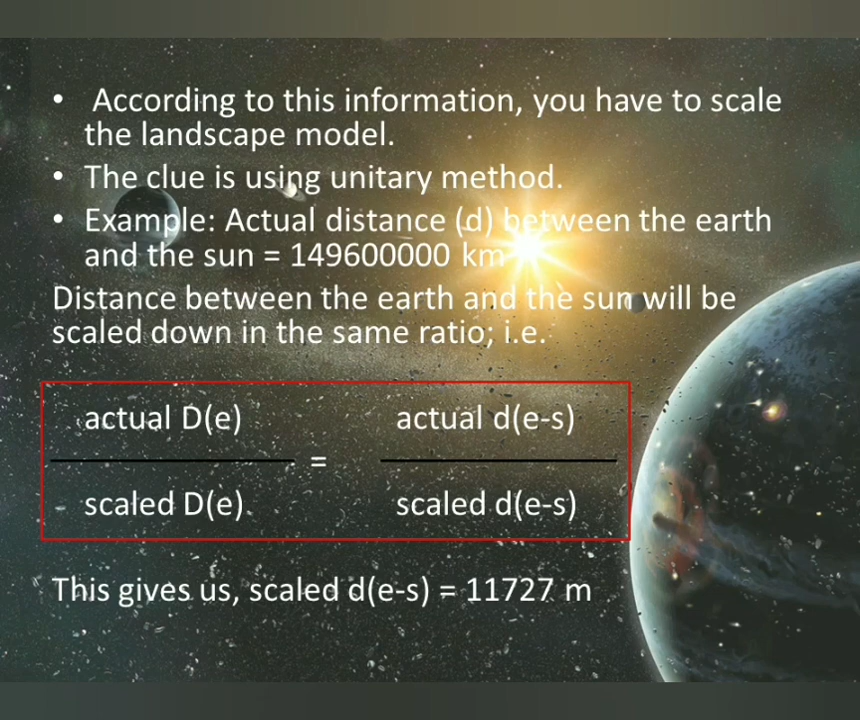 • According to this information, you have to scale
the landscape model.
• The clue is using unitary method.
• Example: Actual distance (d) between the earth
and the sun = 149600000 km
Distance between the earth and the sun will be
scaled down in the same ratio; i.e.
actual D(e) actual d(e-s)
=
scaled D(e) scaled d(e-s)
This gives us, scaled d(e-s) = 11727 m